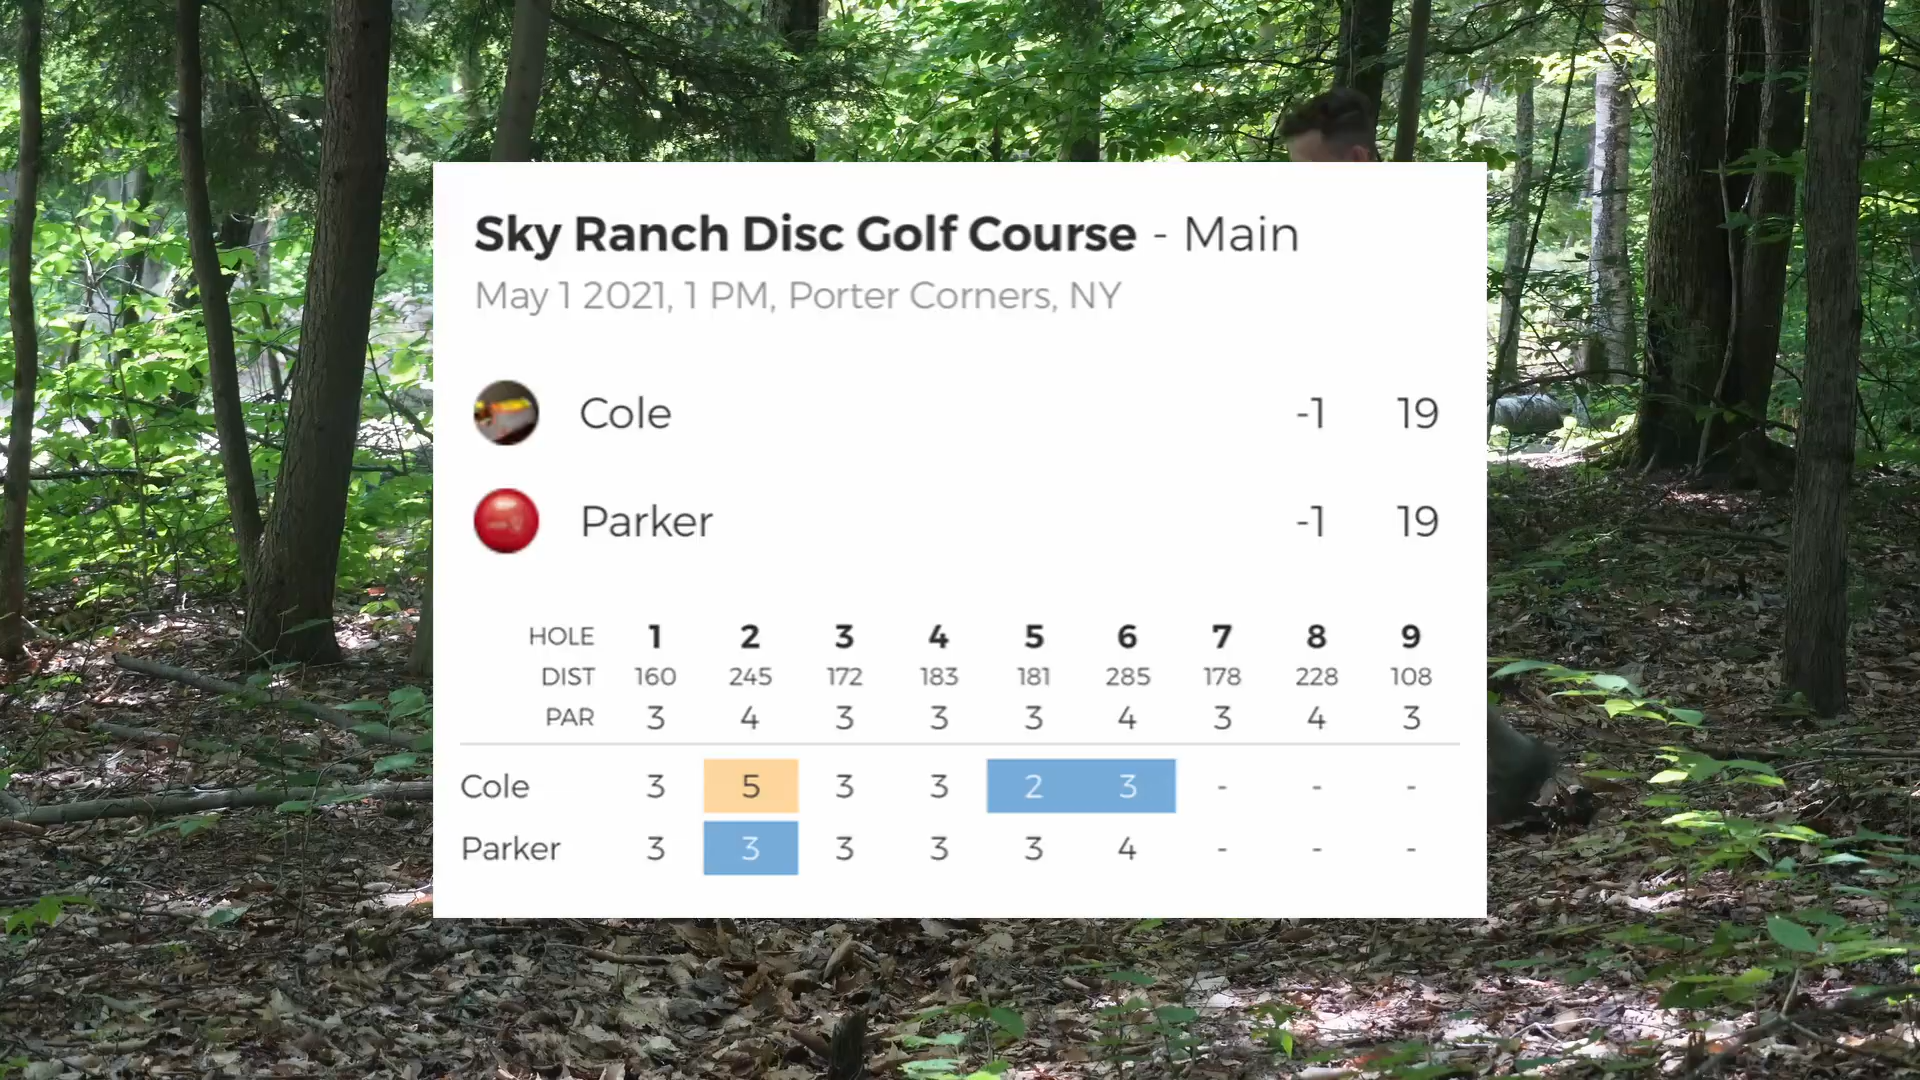 Sky Ranch Disc Golf Course - Main
May 1 2021, 1 PM, Porter Corners, NY
Cole -1 19
Parker -1 19
HOLE 1 2 3 4 5 6 7 8 9
DIST 160 245 172 183 181 285 178 228 108
PAR 3 4 3 3 3 4 3 4 3
Cole 3 5 3 3 2 3 - - -
Parker 3 3 3 3 3 4 - - -